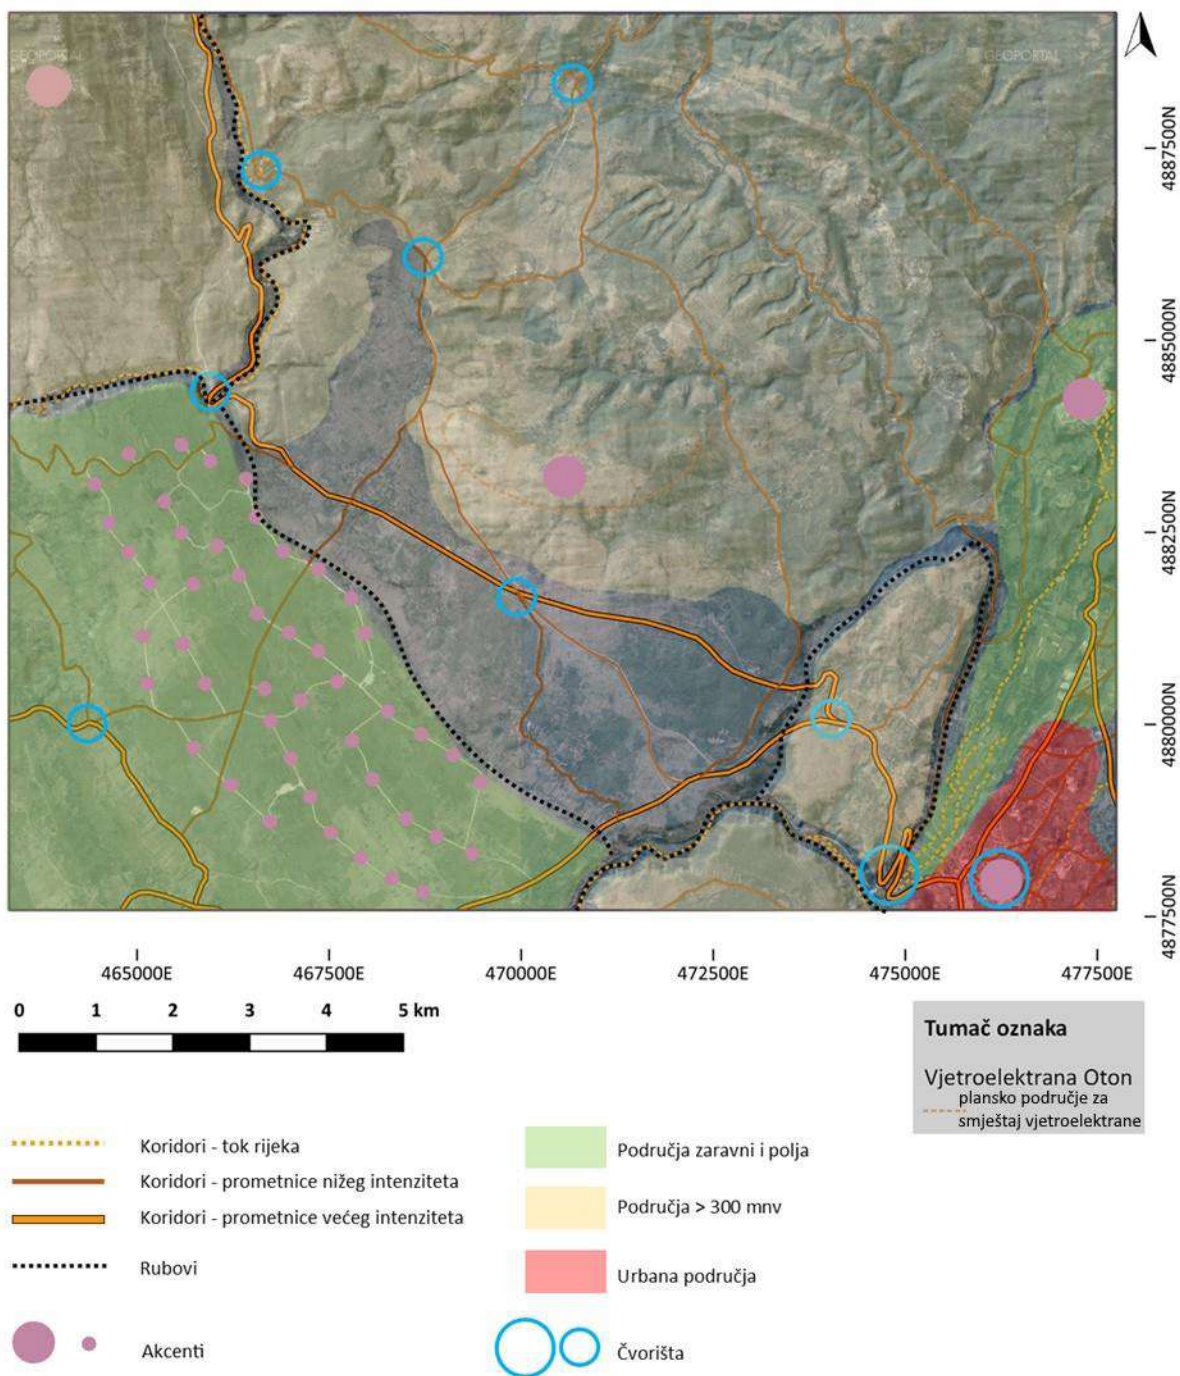 GEOPORTAL
GEOPORTAL
4887500N
4885000N
4882500N
4880000N
4877500N
465000E
467500E
470000E
472500E
475000E
477500E
0 1 2 3 4 5 km
Tumač oznaka
Vjetroelektrana Oton
plansko područje za
smještaj vjetroelektrane
Koridori - tok rijeka
Koridori - prometnice nižeg intenziteta
Koridori - prometnice većeg intenziteta
Rubovi
Akcenti
Područja zaravni i polja
Područja > 300 mnv
Urbana područja
Čvorišta